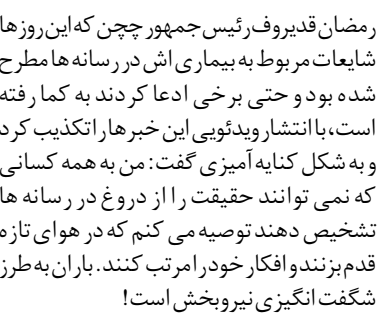 رمضان قدیروف رئیس جمهور چچن که این روزها
شایعات مربوط به بیماری اش در رسانه ها مطرح
شده بود و حتی برخی ادعا کردند به کما رفته
است، با انتشار ویدئویی این خبرها را تکذیب کرد
و به شکل کنایه آمیزی گفت: من به همه کسانی
که نمی توانند حقیقت را از دروغ در رسانه ها
تشخیص دهند توصیه می کنم که در هوای تازه
قدم بزنند و افکار خود را مرتب کنند. باران به طرز
شگفت انگیزی نیروبخش است!